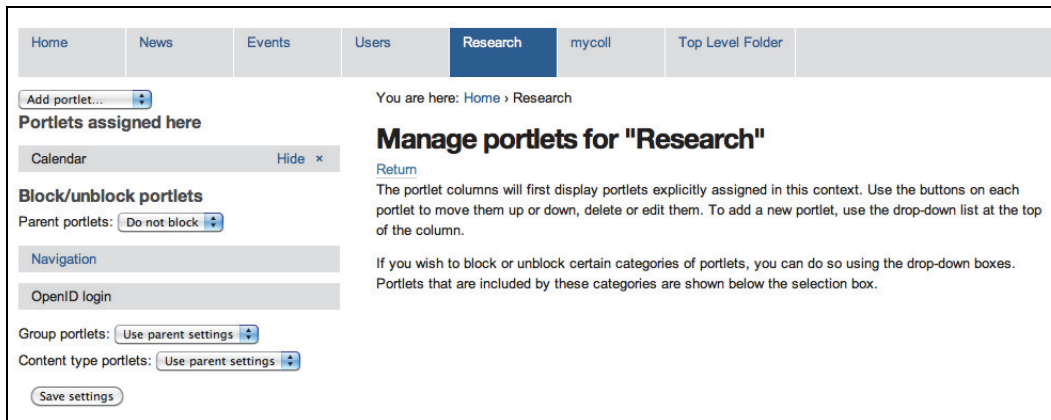 Home News Events Users Research mycoll Top Level Folder
Add portlet...
Portlets assigned here
Calendar Hide ×
Block/unblock portlets
Parent portlets: Do not block
Navigation
OpenID login
Group portlets: Use parent settings
Content type portlets: Use parent settings
Save settings
You are here: Home › Research
Manage portlets for "Research"
Return
The portlet columns will first display portlets explicitly assigned in this context. Use the buttons on each
portlet to move them up or down, delete or edit them. To add a new portlet, use the drop-down list at the top
of the column.
If you wish to block or unblock certain categories of portlets, you can do so using the drop-down boxes.
Portlets that are included by these categories are shown below the selection box.